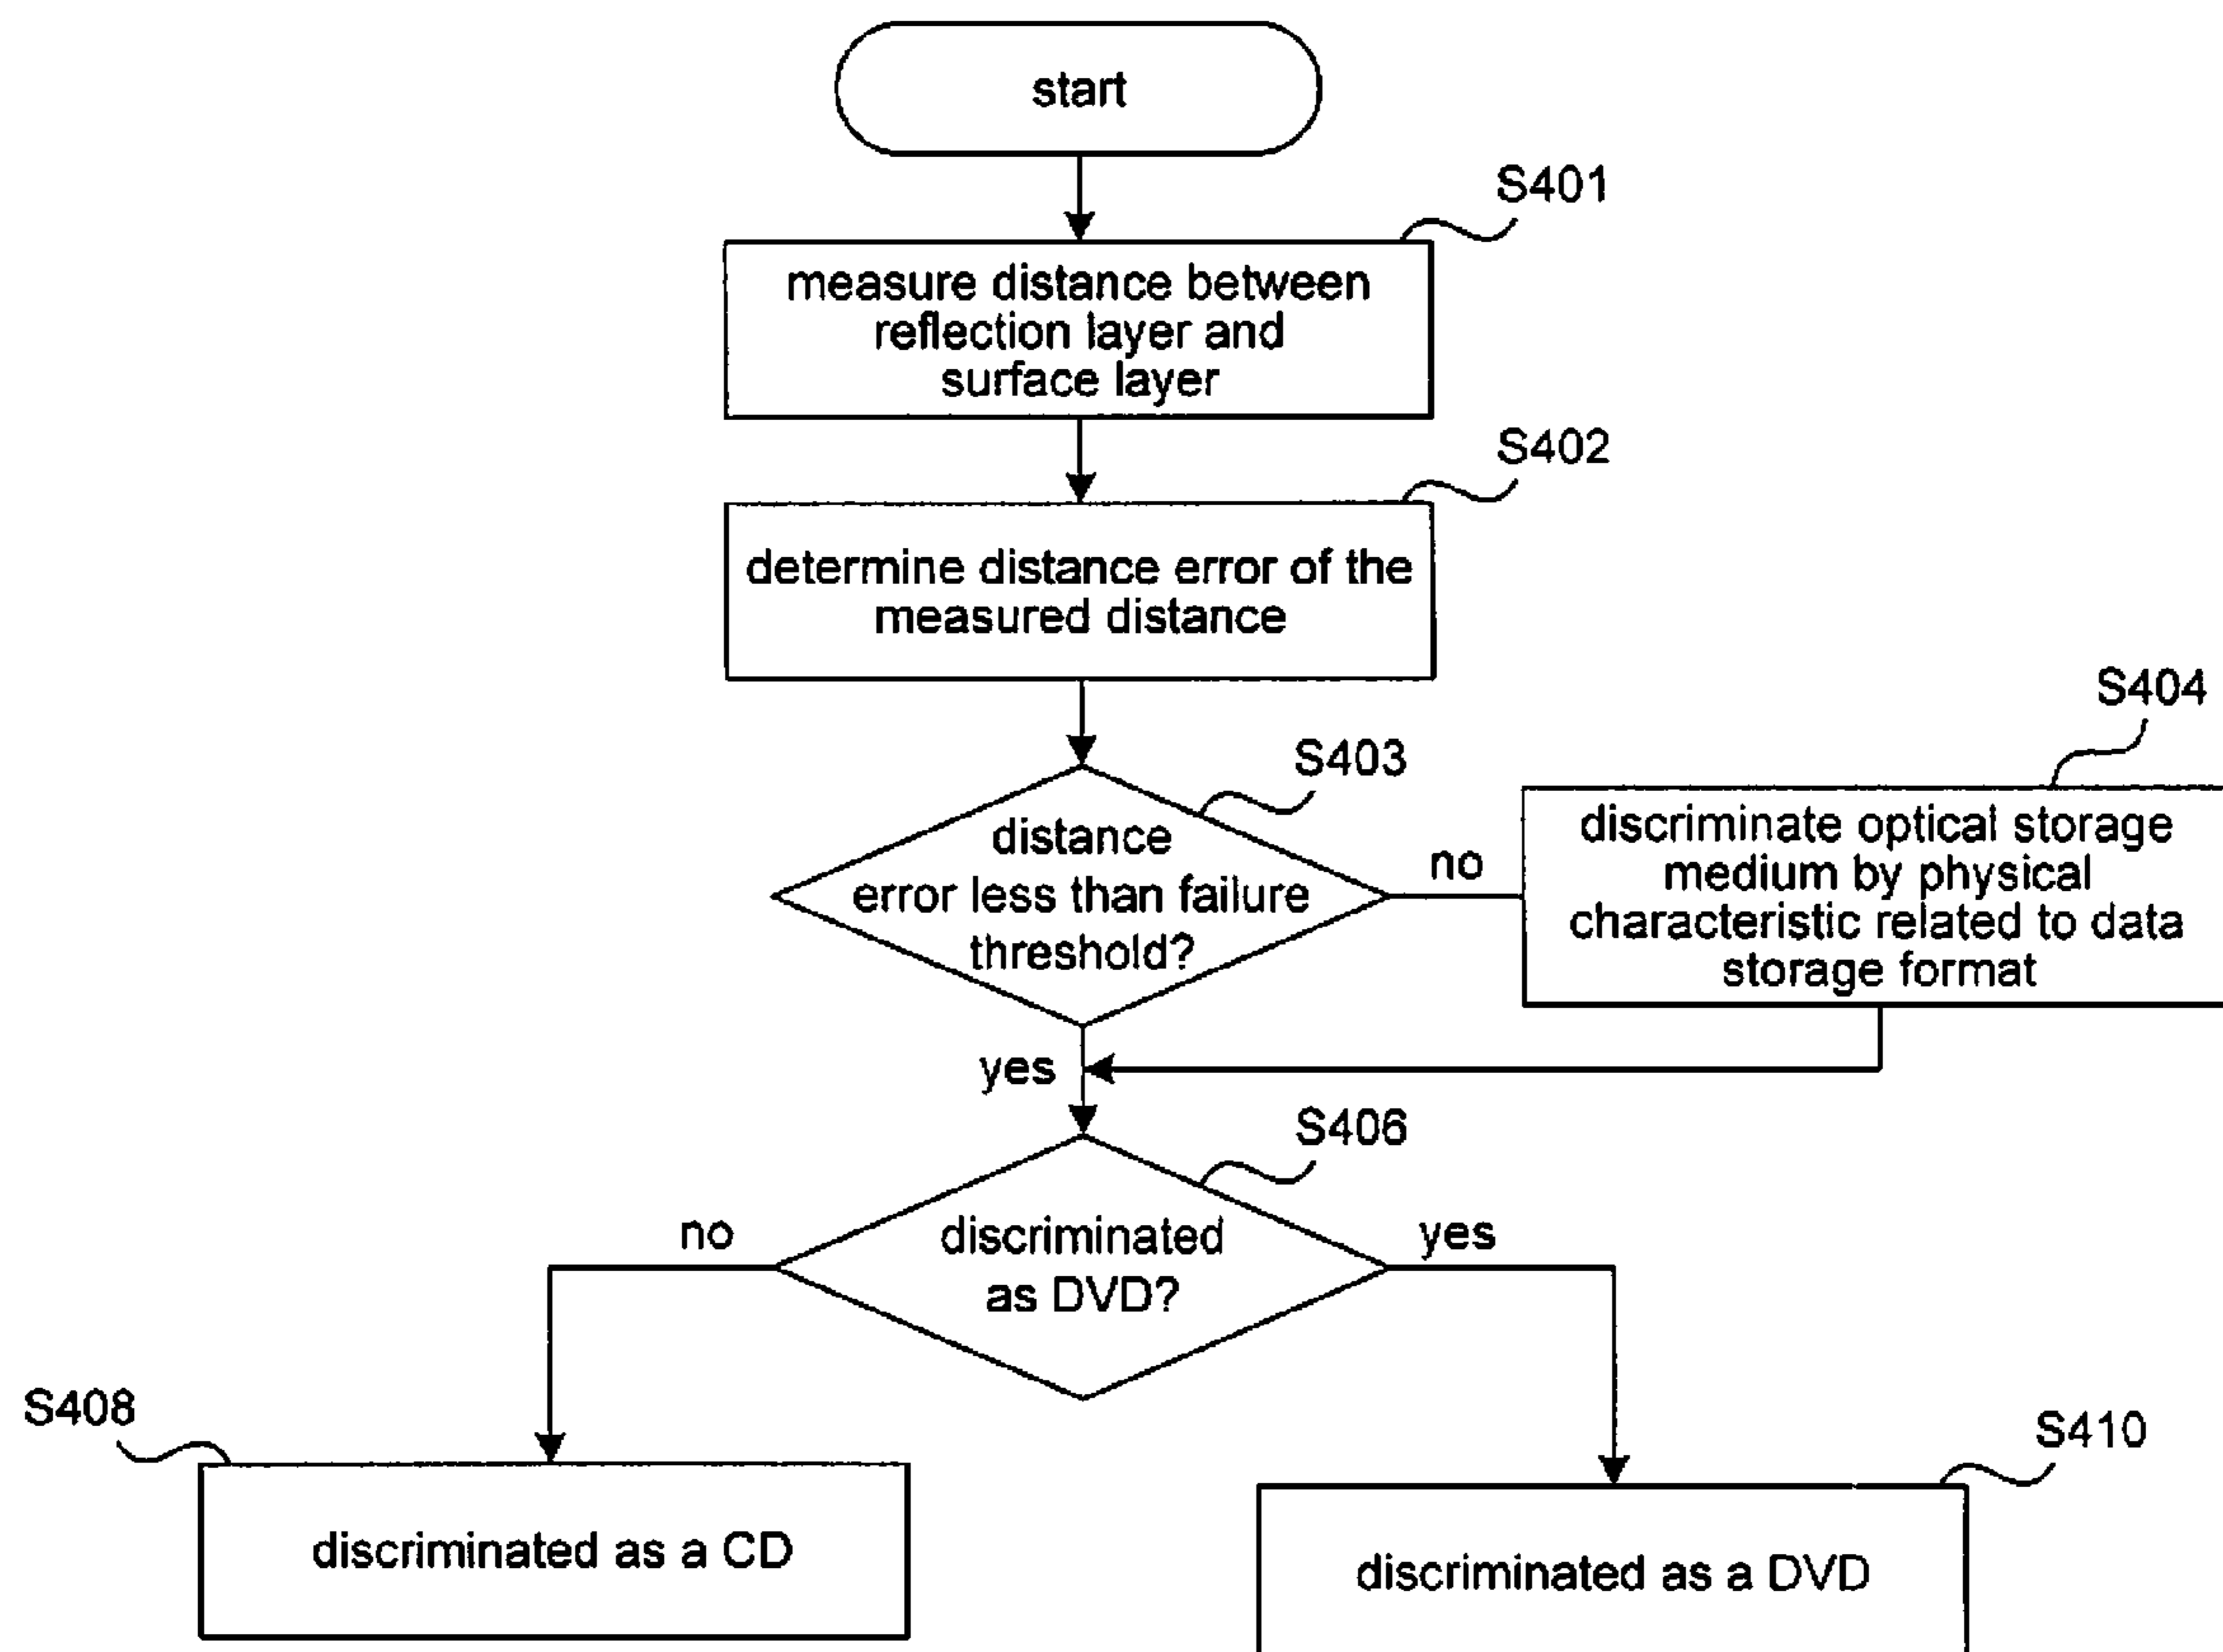 start
S401
measure distance between
reflection layer and
surface layer
S402
determine distance error of the
measured distance
S403
distance
error less than failure
threshold?
no
S404
discriminate optical storage
medium by physical
characteristic related to data
storage format
yes
S406
discriminated
as DVD?
no
yes
S408
discriminated as a CD
S410
discriminated as a DVD